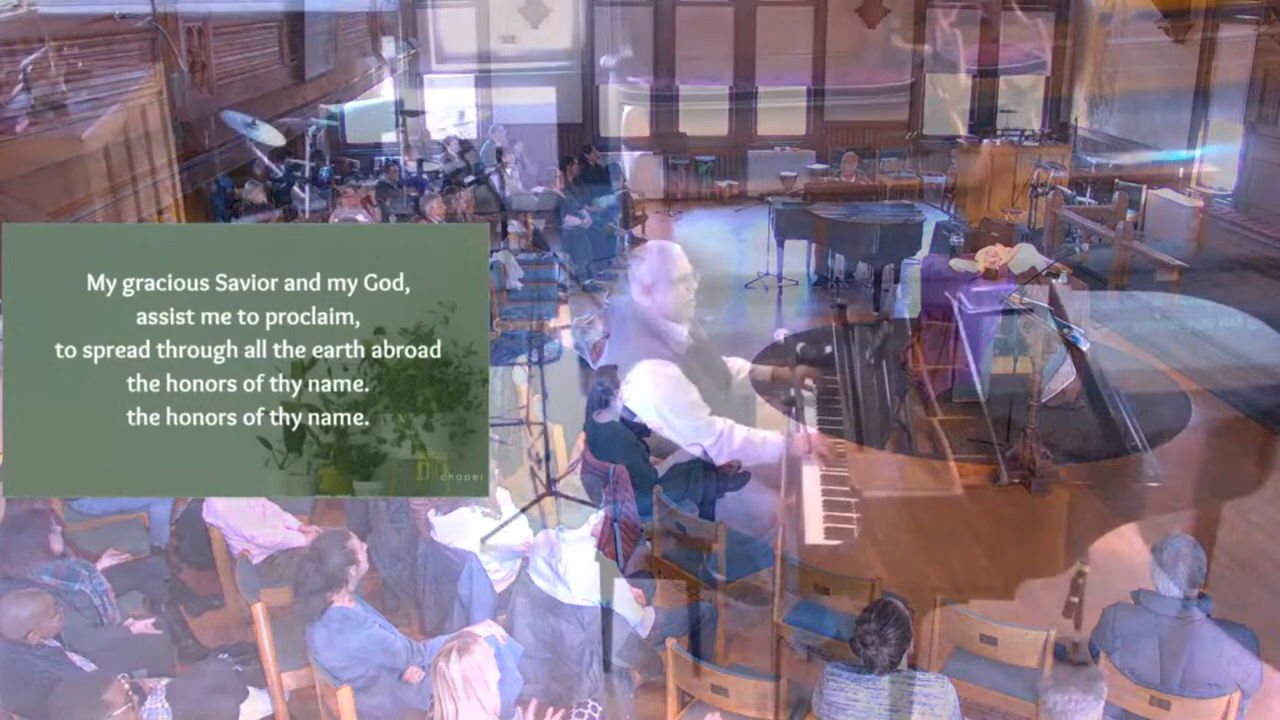 My gracious Savior and my God,
assist me to proclaim,
to spread through all the earth abroad
the honors of thy name.
the honors of thy name.
chapel